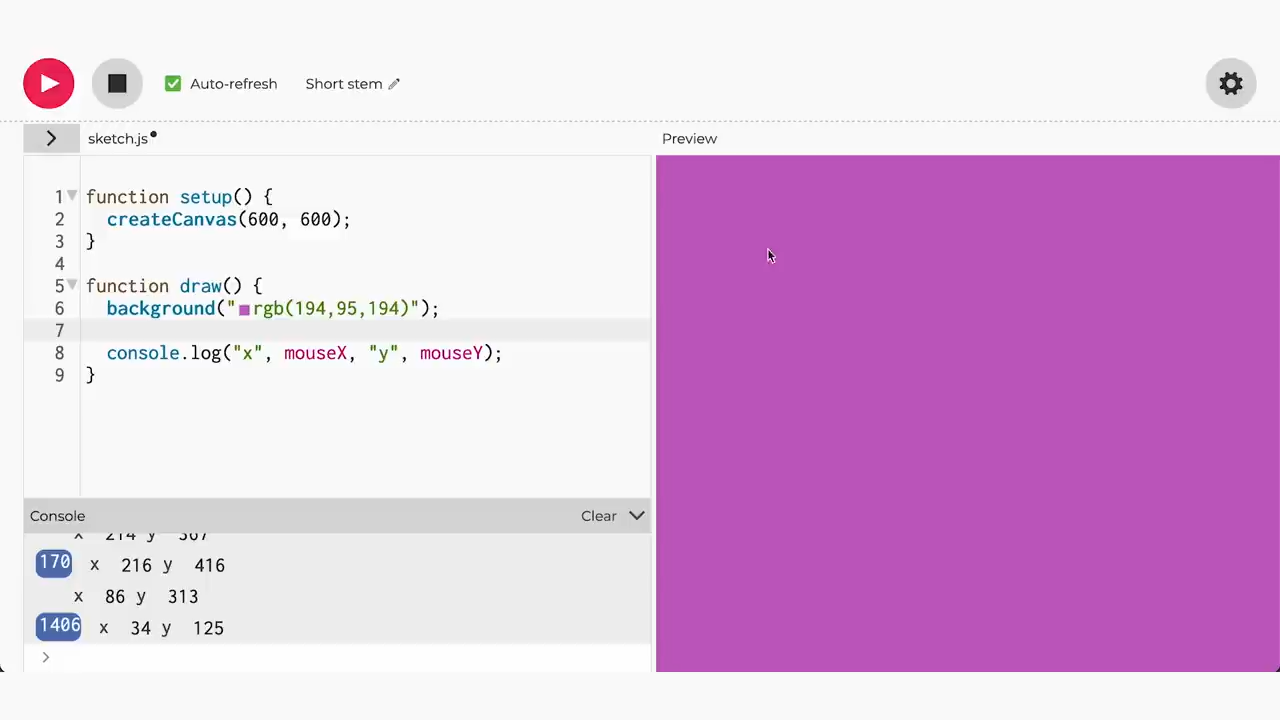 Auto-refresh Short stem
sketch.js
Preview
1 function setup() {
2 createCanvas(600, 600);
3 }
4
5 function draw() {
6 background("rgb(194,95,194)");
7
8 console.log("x", mouseX, "y", mouseY);
9 }
Console Clear
x 214 y 367
170 x 216 y 416
x 86 y 313
1406 x 34 y 125
>